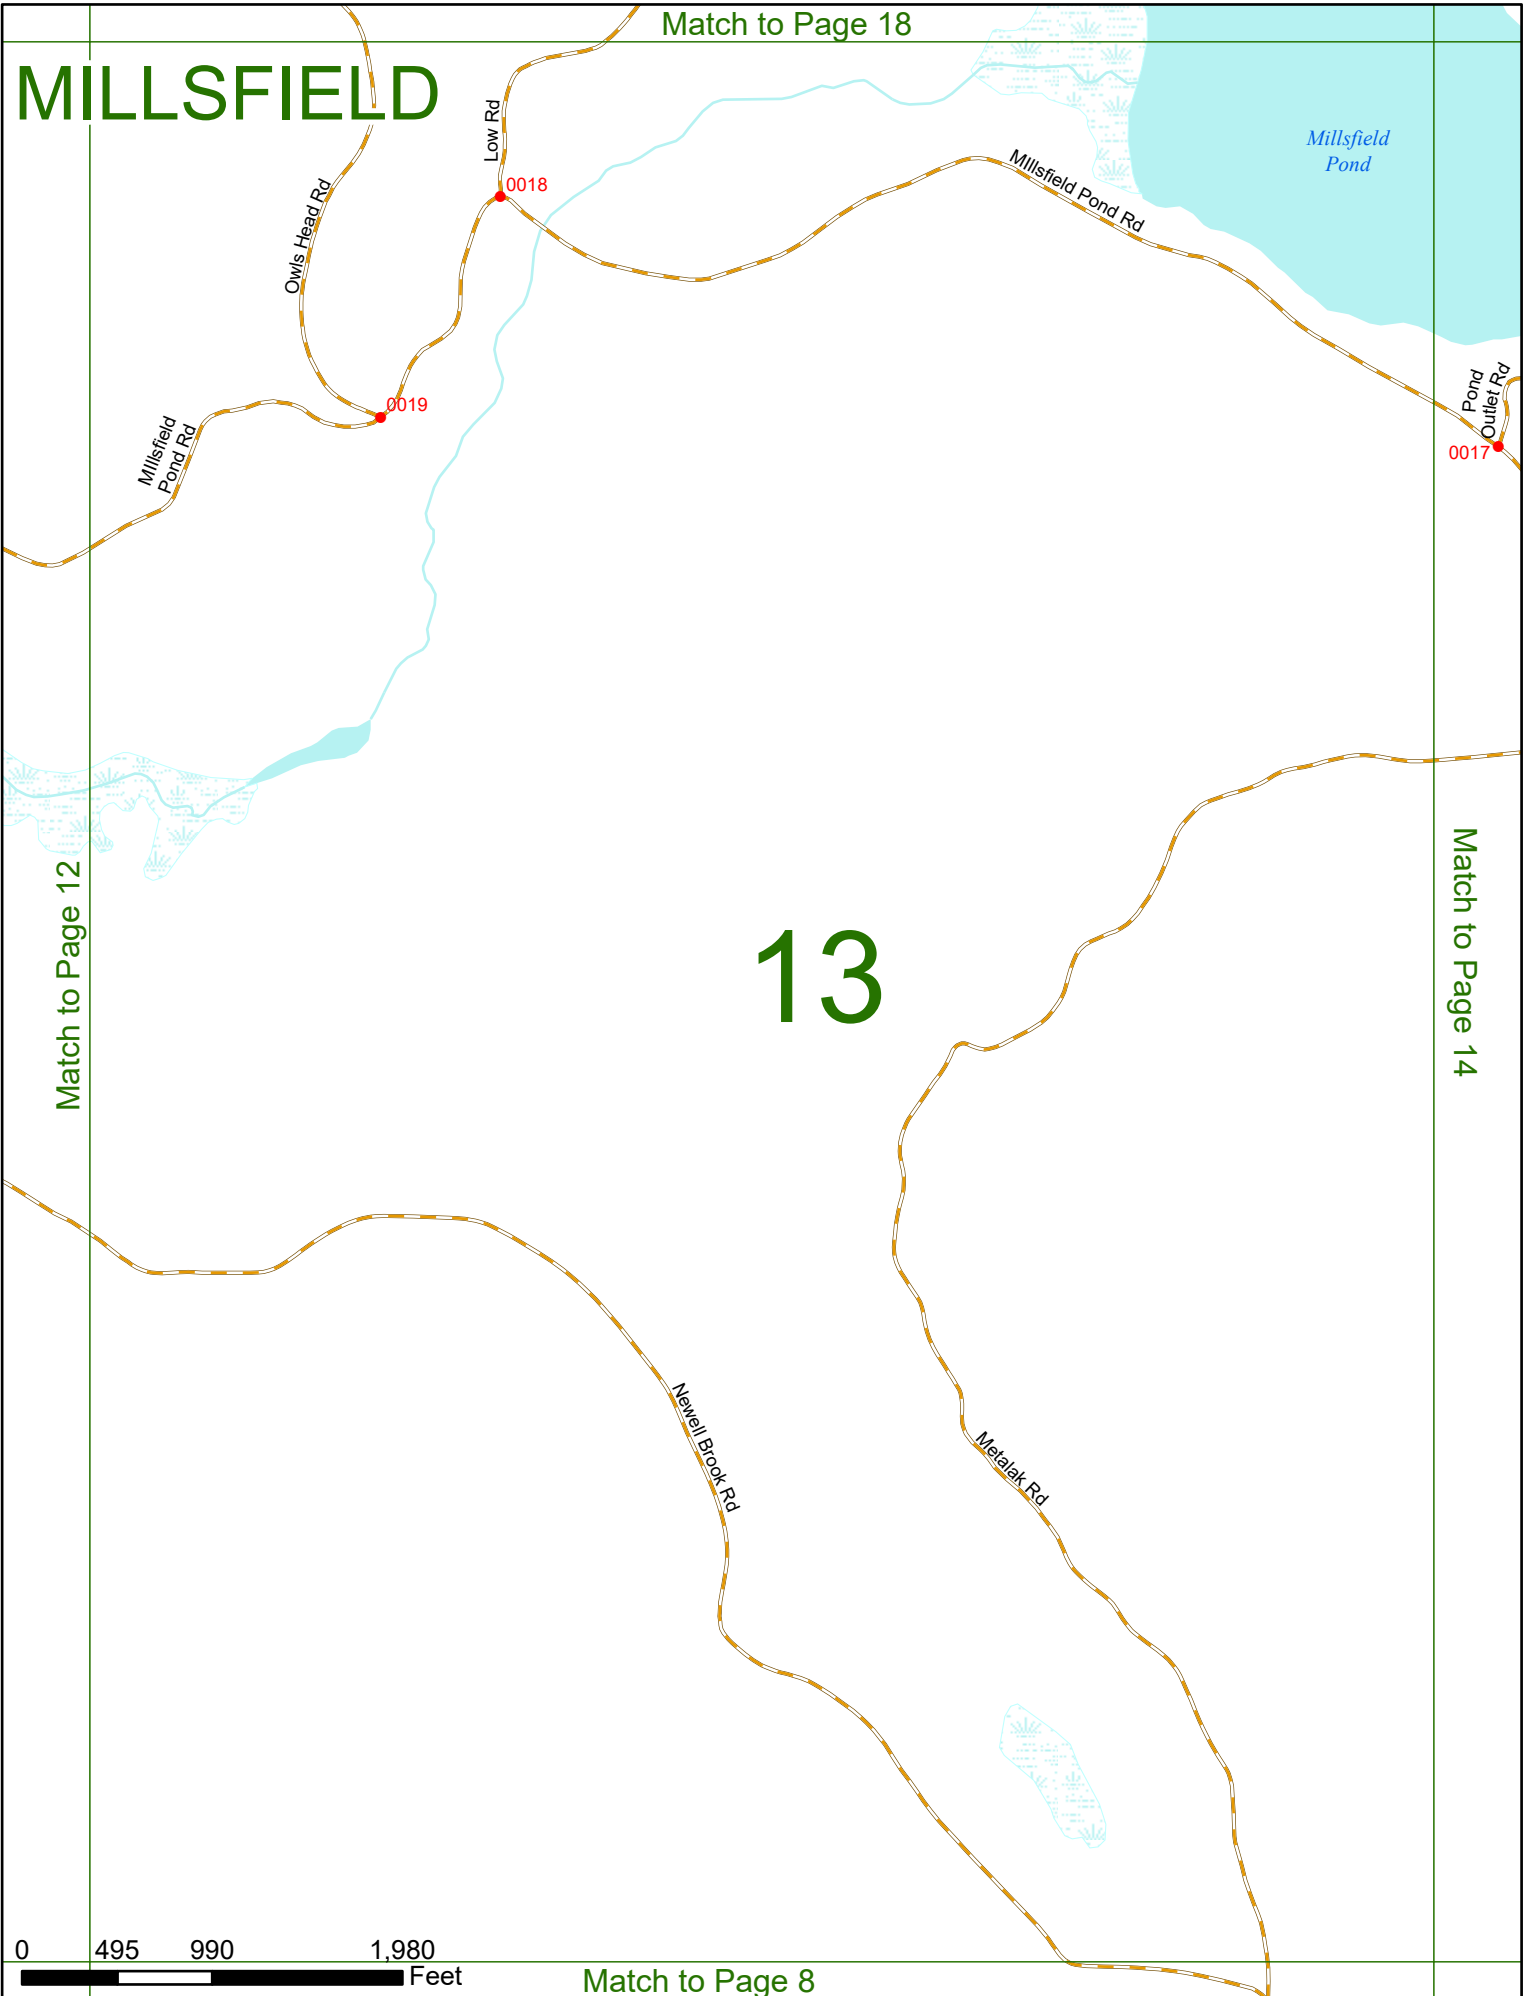 Match to Page 18
MILLSFIELD
Low Rd
Millsfield
Pond
Millsfield Pond Rd
0018
Owls Head Rd
0019
Millsfield
Pond Rd
Pond
Outlet Rd
0017
Match to Page 12
13
Match to Page 14
Newell Brook Rd
Metalak Rd
0 495 990 1,980
Feet
Match to Page 8